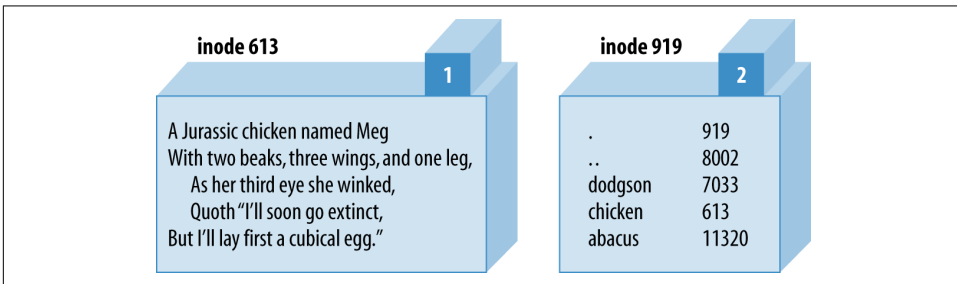 inode 613
1
A Jurassic chicken named Meg
With two beaks, three wings, and one leg,
As her third eye she winked,
Quoth “I’ll soon go extinct,
But I’ll lay first a cubical egg.”
inode 919
2
. 919
.. 8002
dodgson 7033
chicken 613
abacus 11320